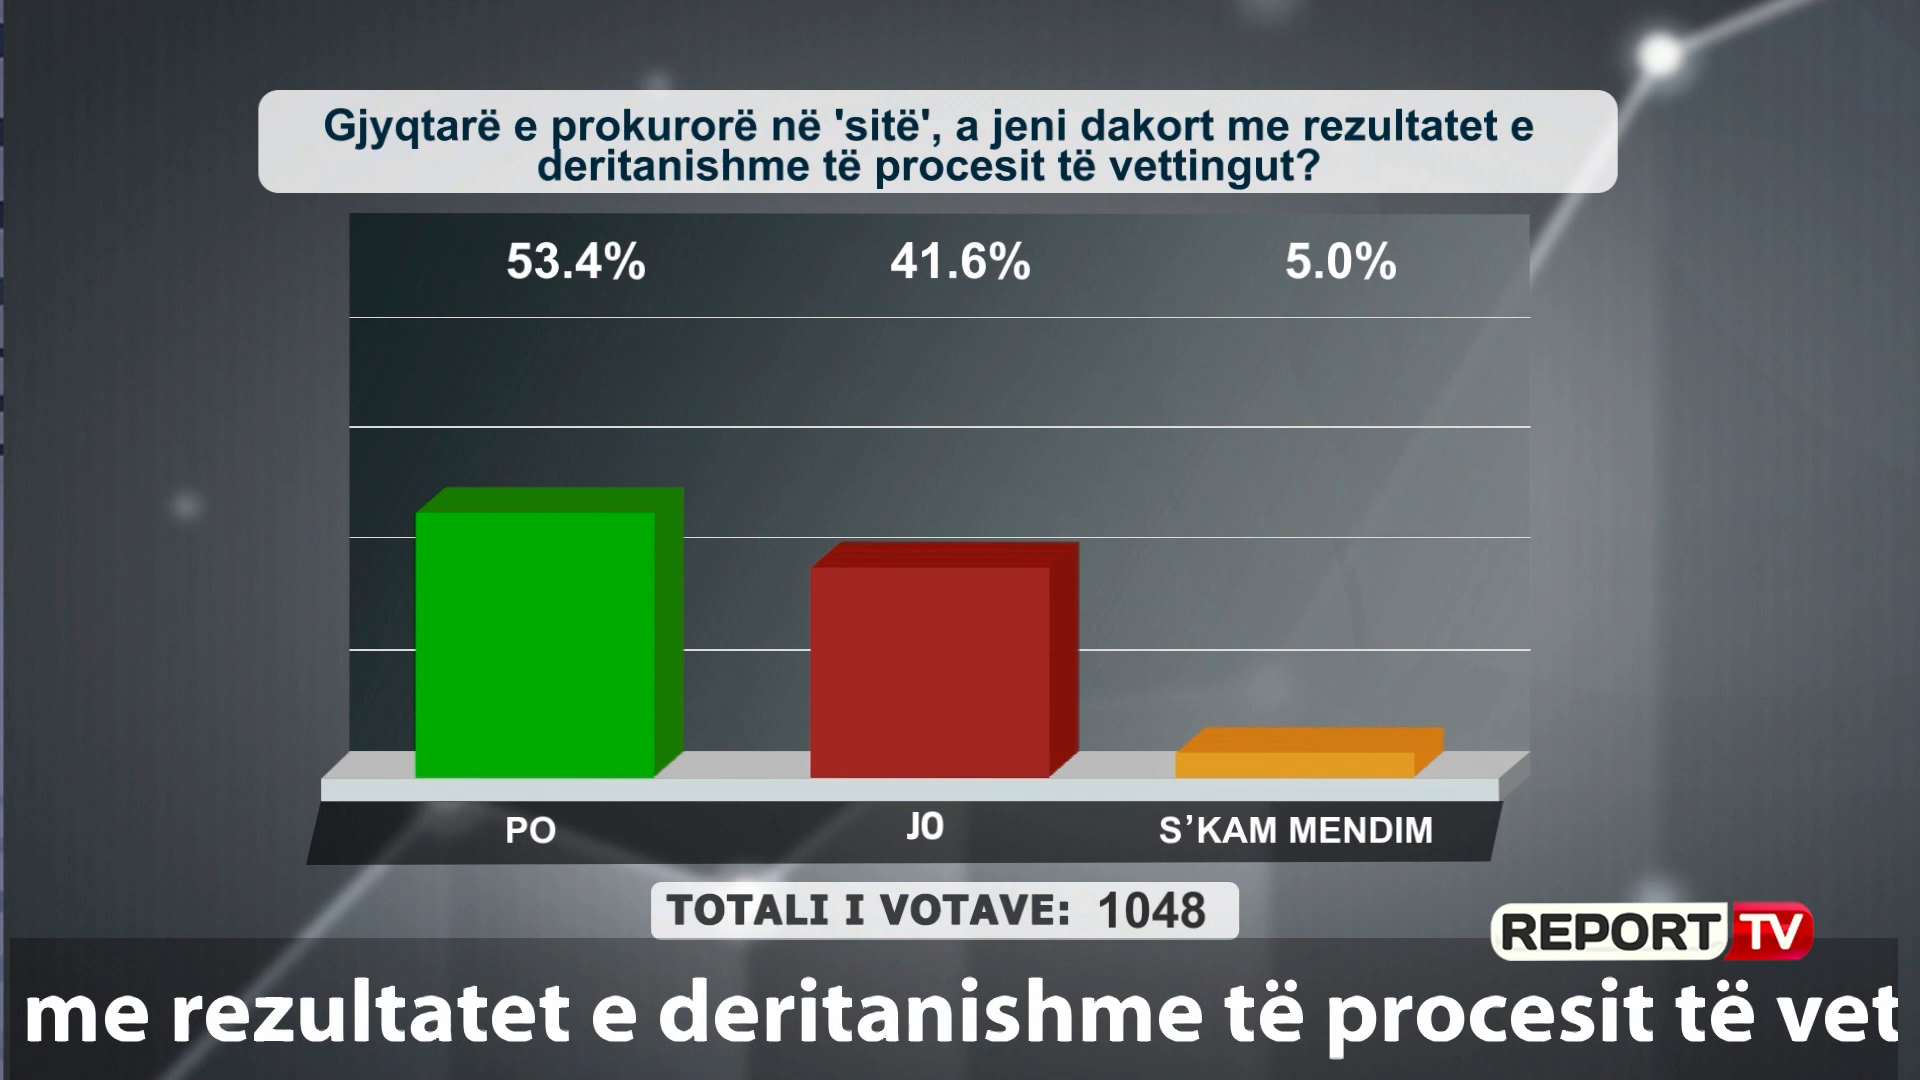 Gjyqtarë e prokurorë në 'sitë', a jeni dakort me rezultatet e
deritanishme të procesit të vettingut?
53.4% 41.6% 5.0%
PO JO S’KAM MENDIM
TOTALI I VOTAVE: 1048
REPORT TV
me rezultatet e deritanishme të procesit të vet